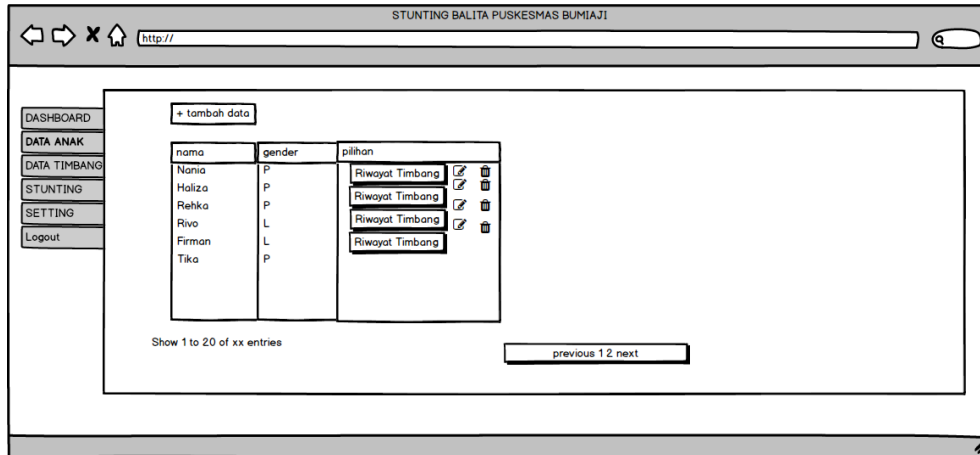 STUNTING BALITA PUSKESMAS BUMIAJI
http://
DASHBOARD
DATA ANAK
DATA TIMBANG
STUNTING
SETTING
Logout
+ tambah data
nama gender pilihan
Nania P Riwayat Timbang
Haliza P Riwayat Timbang
Rehka P Riwayat Timbang
Rivo L Riwayat Timbang
Firman L
Tika P
Show 1 to 20 of xx entries
previous 1 2 next